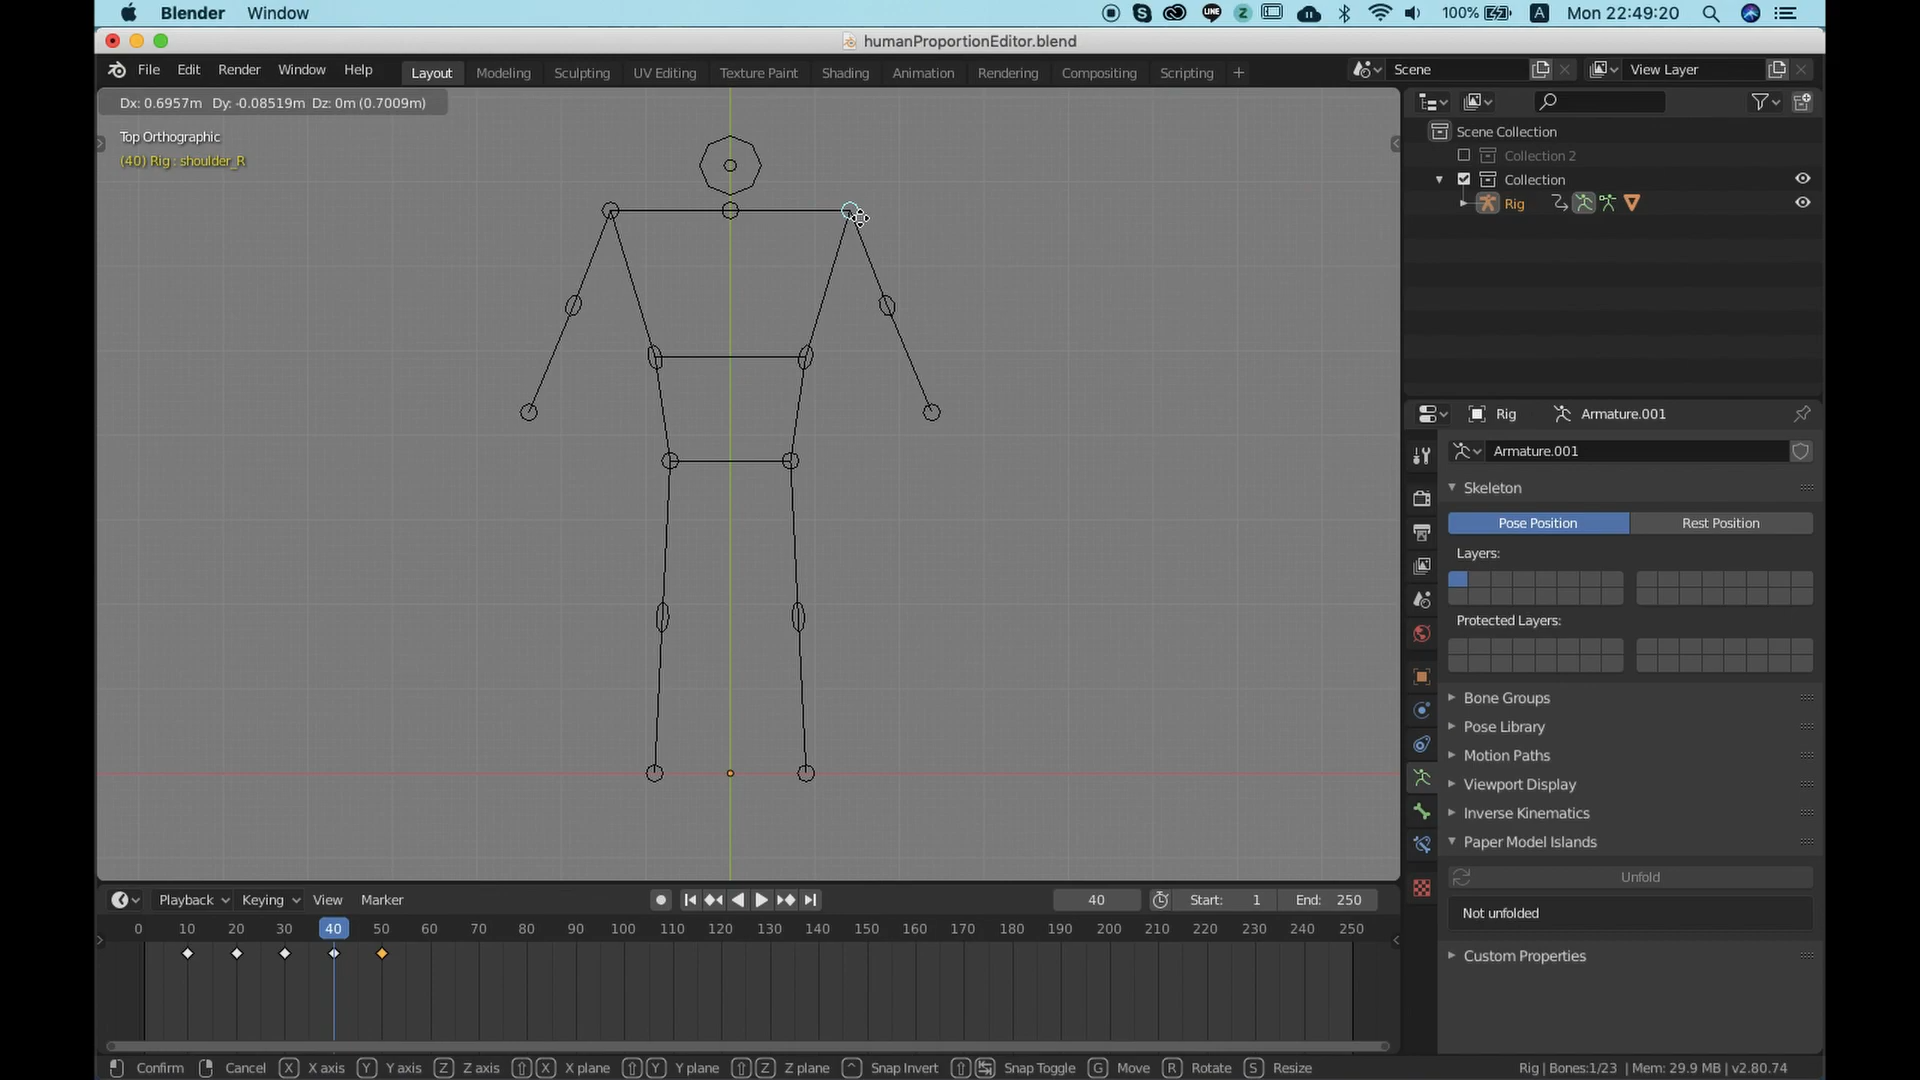 Blender Window 100% A Mon 22:49:20
humanProportionEditor.blend
File Edit Render Window Help Layout Modeling Sculpting UV Editing Texture Paint Shading Animation Rendering Compositing Scripting + Scene View Layer
Dx: 0.6957m Dy: -0.08519m Dz: 0m (0.7009m)
Top Orthographic
(40) Rig : shoulder_R
Scene Collection
Collection 2
Collection
Rig
Rig Armature.001
Armature.001
Skeleton
Pose Position Rest Position
Layers:
Protected Layers:
Bone Groups
Pose Library
Motion Paths
Viewport Display
Inverse Kinematics
Paper Model Islands
Unfold
Not unfolded
Custom Properties
Playback Keying View Marker 40 Start: 1 End: 250
0 10 20 30 40 50 60 70 80 90 100 110 120 130 140 150 160 170 180 190 200 210 220 230 240 250
Confirm Cancel X X axis Y Y axis Z Z axis X X plane Y Y plane Z Z plane ^ Snap Invert Snap Toggle G Move R Rotate S Resize Rig | Bones:1/23 | Mem: 29.9 MB | v2.80.74